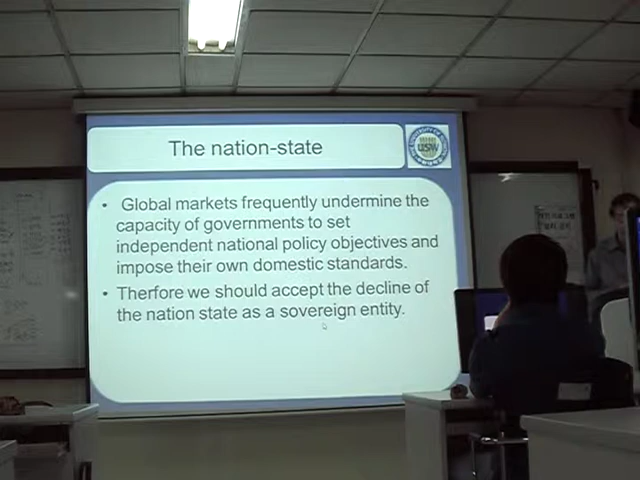 The nation-state
USW
• Global markets frequently undermine the
capacity of governments to set
independent national policy objectives and
impose their own domestic standards.
• Therfore we should accept the decline of
the nation state as a sovereign entity.